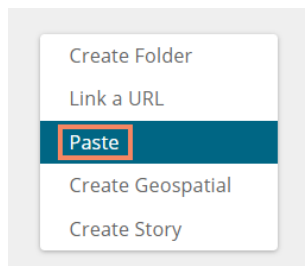 Create Folder
Link a URL
Paste
Create Geospatial
Create Story